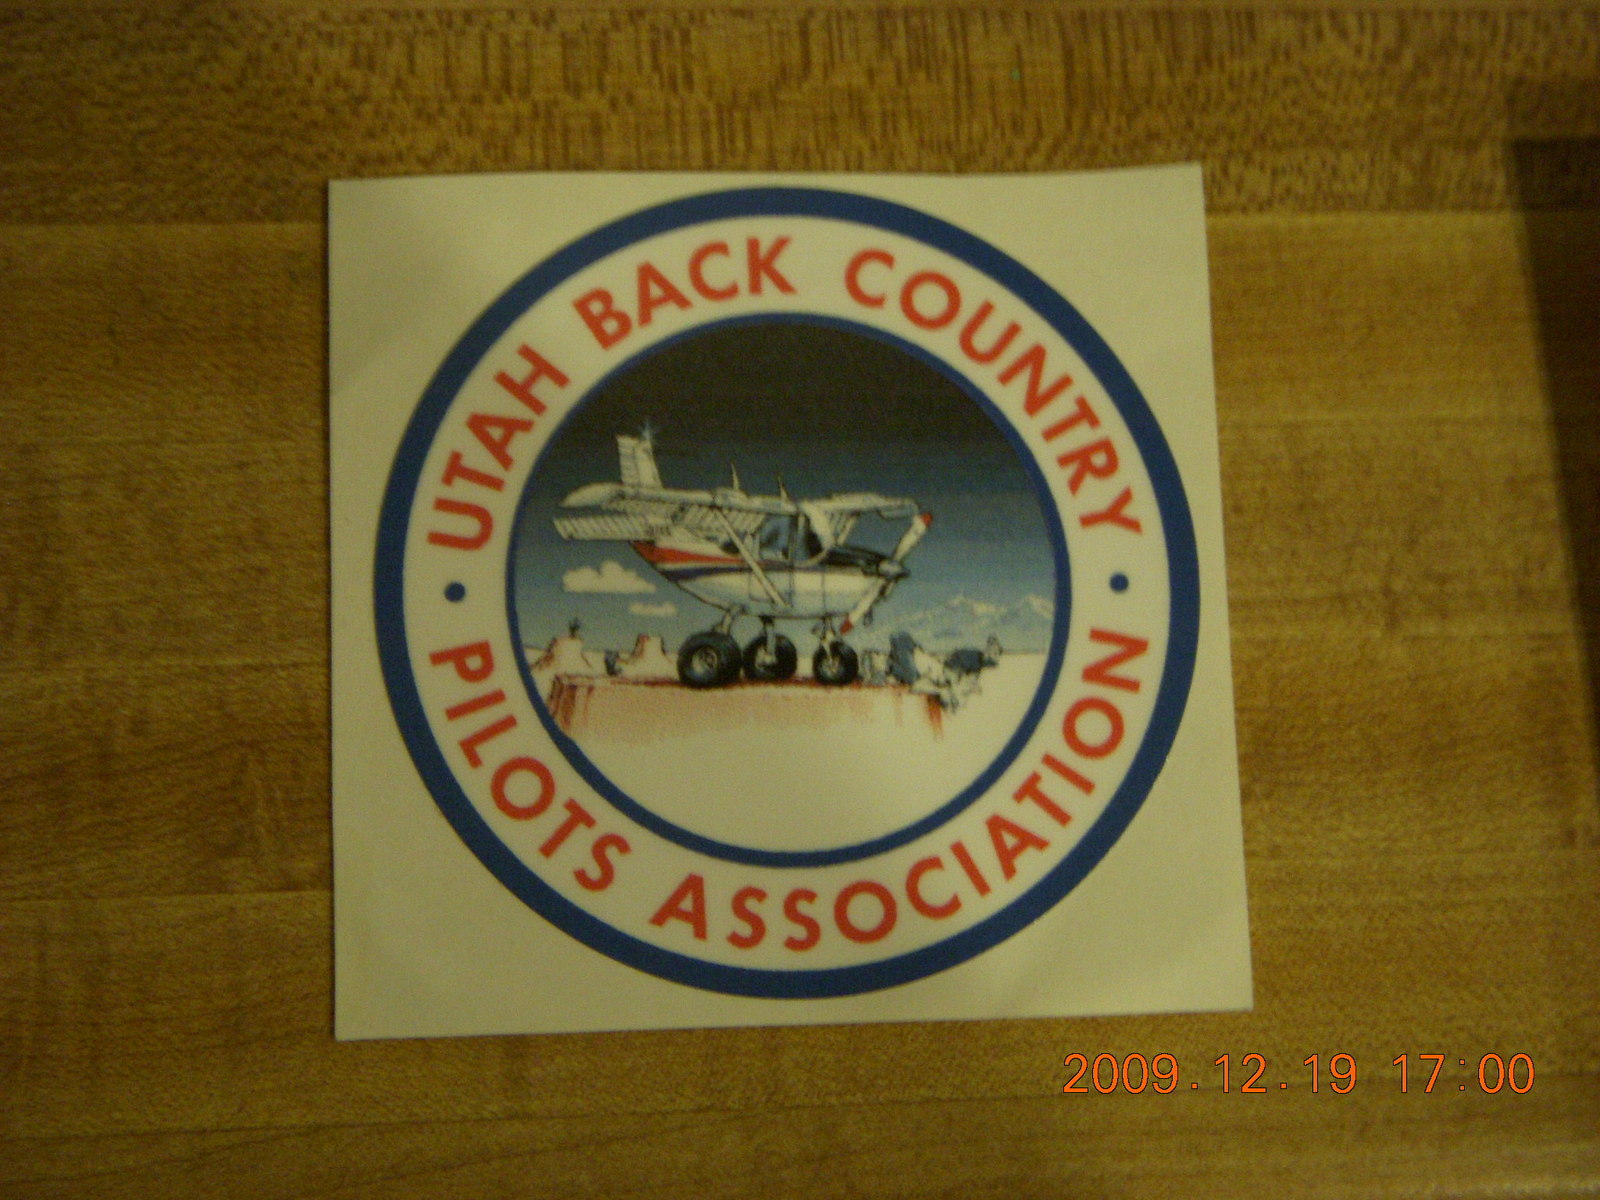 UTAH BACK COUNTRY
PILOTS ASSOCIATION
2009.12.19 17:00